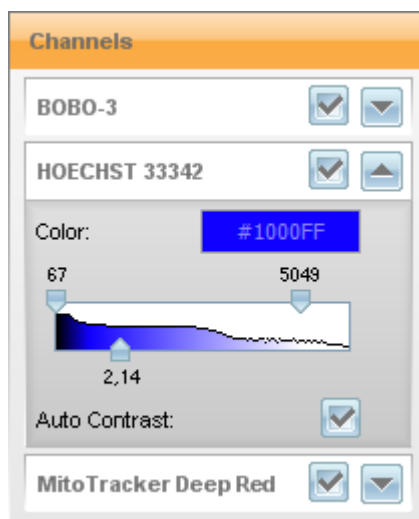 Channels
BOBO-3
HOECHST 33342
Color: #1000FF
67 5049
2,14
Auto Contrast:
MitoTracker Deep Red